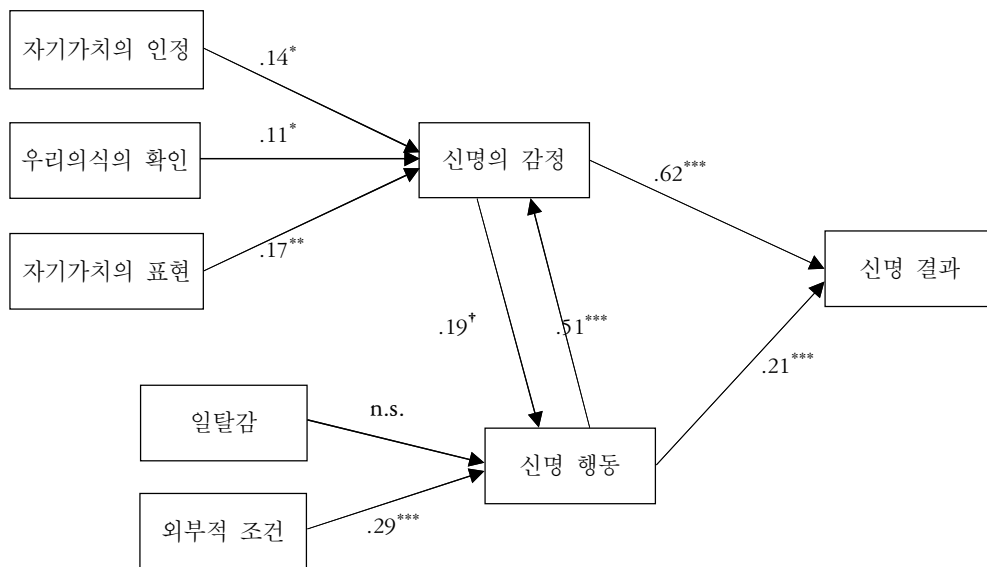 자기가치의 인정
.14*
우리의식의 확인
.11*
신명의 감정
.62***
자기가치의 표현
.17**
신명 결과
.19†
.51***
.21***
일탈감
n.s.
신명 행동
외부적 조건
.29***